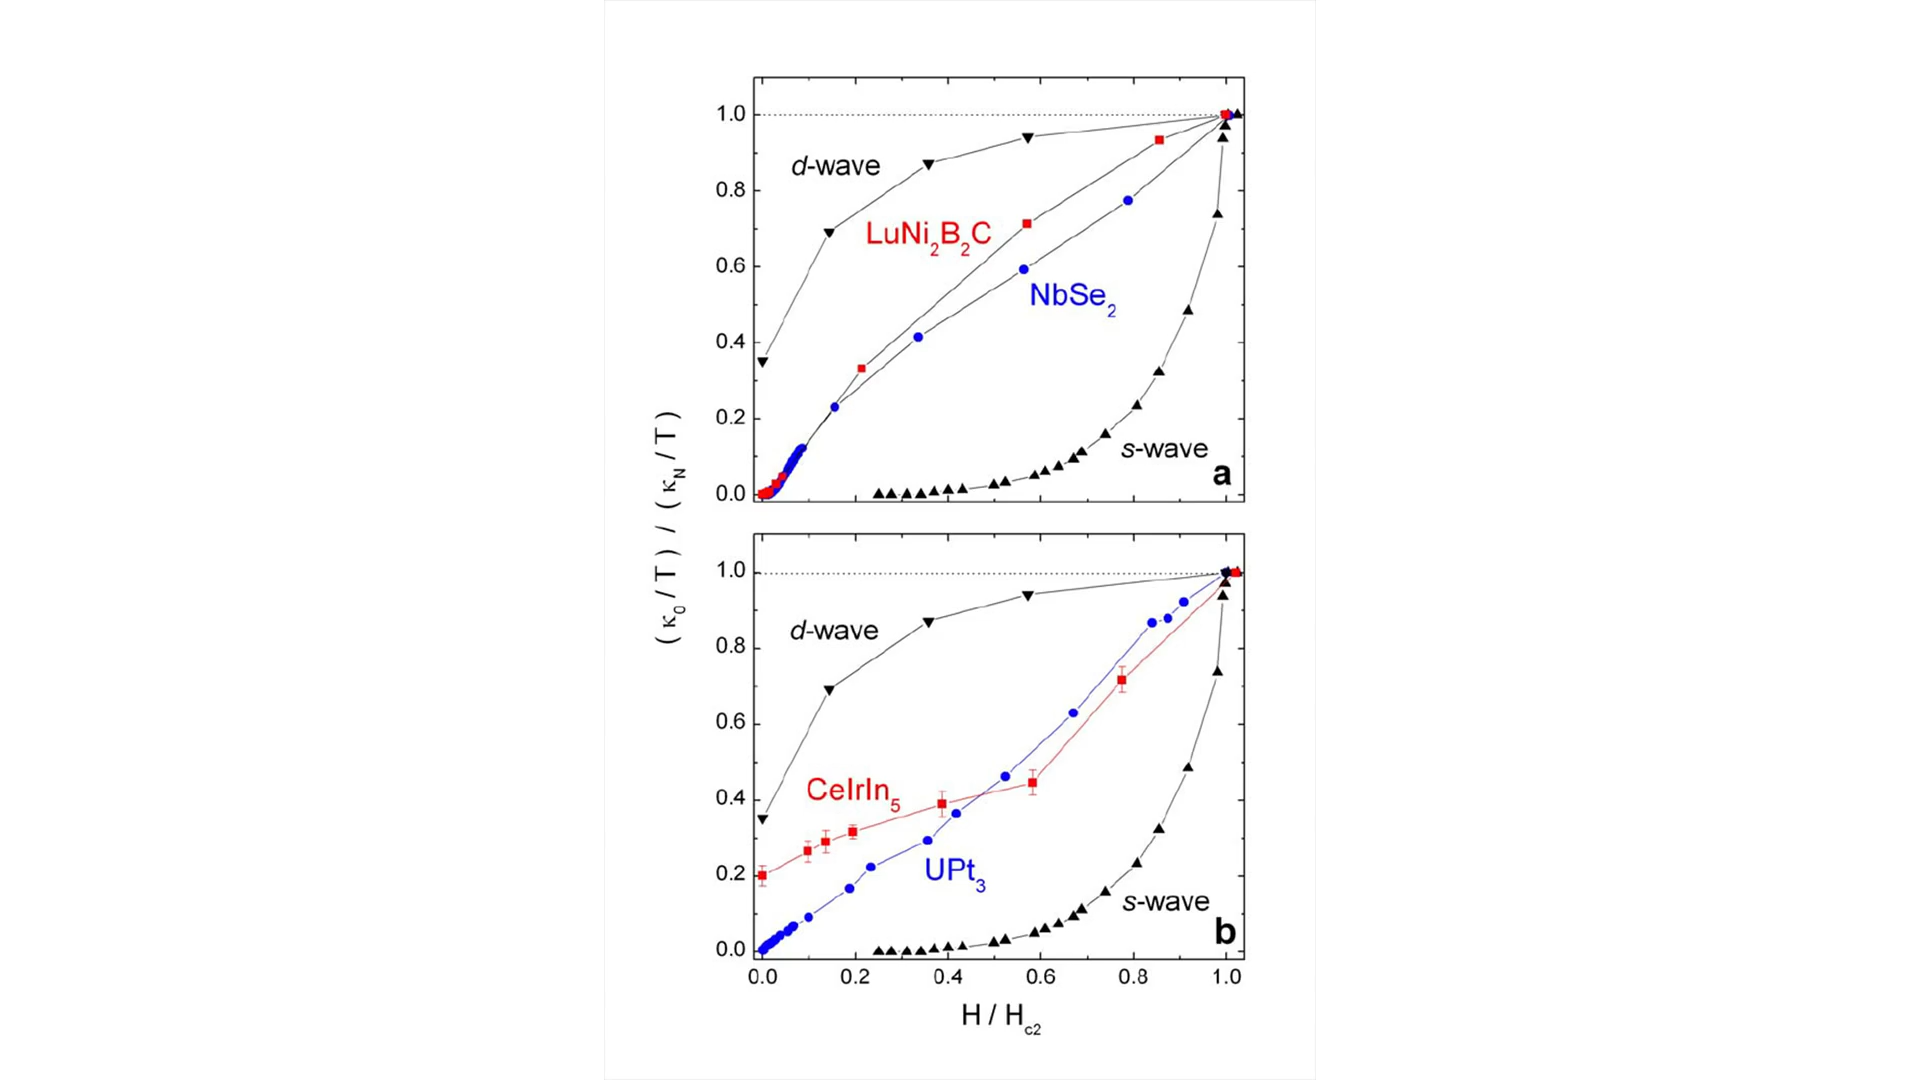 1.0
d-wave
0.8
LuNi₂B₂C
0.6
NbSe₂
0.4
0.2
s-wave
a
0.0
(κ₀/T) / (κ_N/T)
1.0
d-wave
0.8
0.6
CeIrIn₅
0.4
UPt₃
0.2
s-wave
b
0.0
0.0 0.2 0.4 0.6 0.8 1.0
H / H_c2